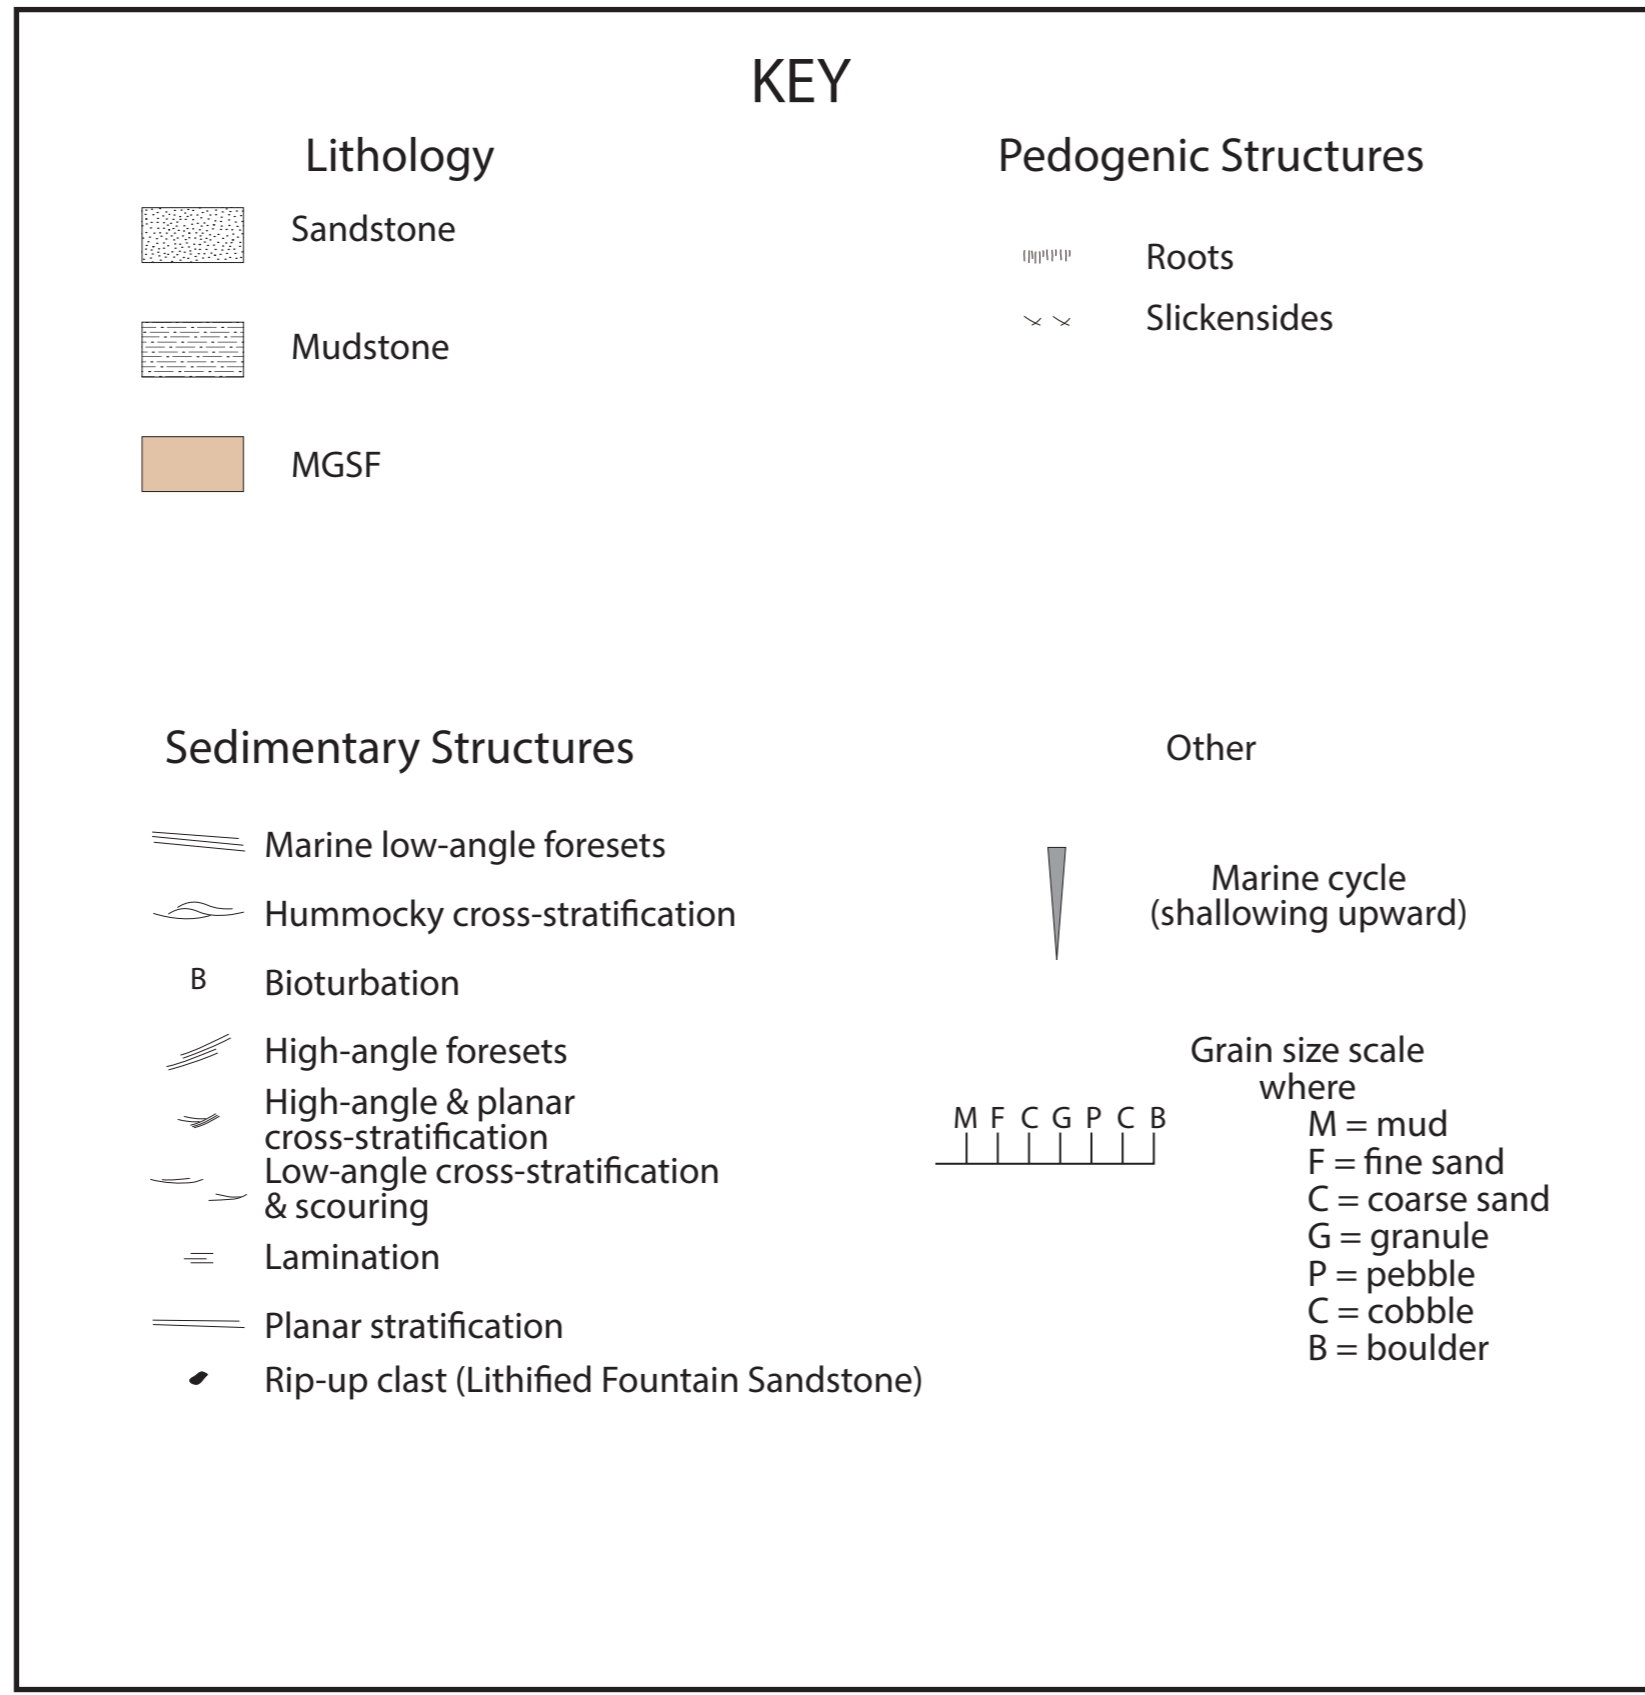 KEY
Lithology
Sandstone
Mudstone
MGSF
Pedogenic Structures
Roots
Slickensides
Sedimentary Structures
Marine low-angle foresets
Hummocky cross-stratification
B Bioturbation
High-angle foresets
High-angle & planar
cross-stratification
Low-angle cross-stratification
& scouring
Lamination
Planar stratification
Rip-up clast (Lithified Fountain Sandstone)
Other
Marine cycle
(shallowing upward)
M F C G P C B
Grain size scale
where
M = mud
F = fine sand
C = coarse sand
G = granule
P = pebble
C = cobble
B = boulder